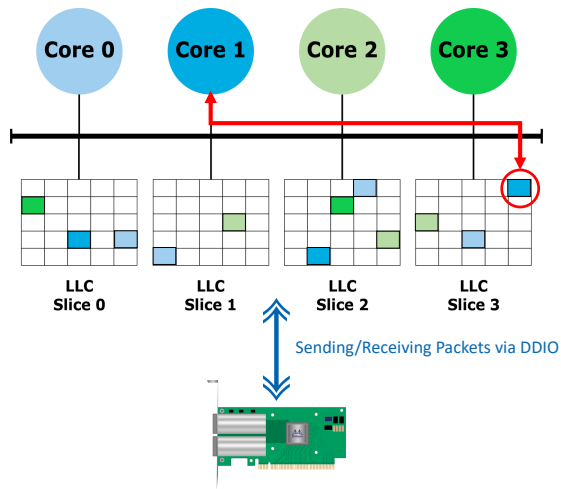 Core 0
Core 1
Core 2
Core 3
LLC
Slice 0
LLC
Slice 1
LLC
Slice 2
LLC
Slice 3
Sending/Receiving Packets via DDIO